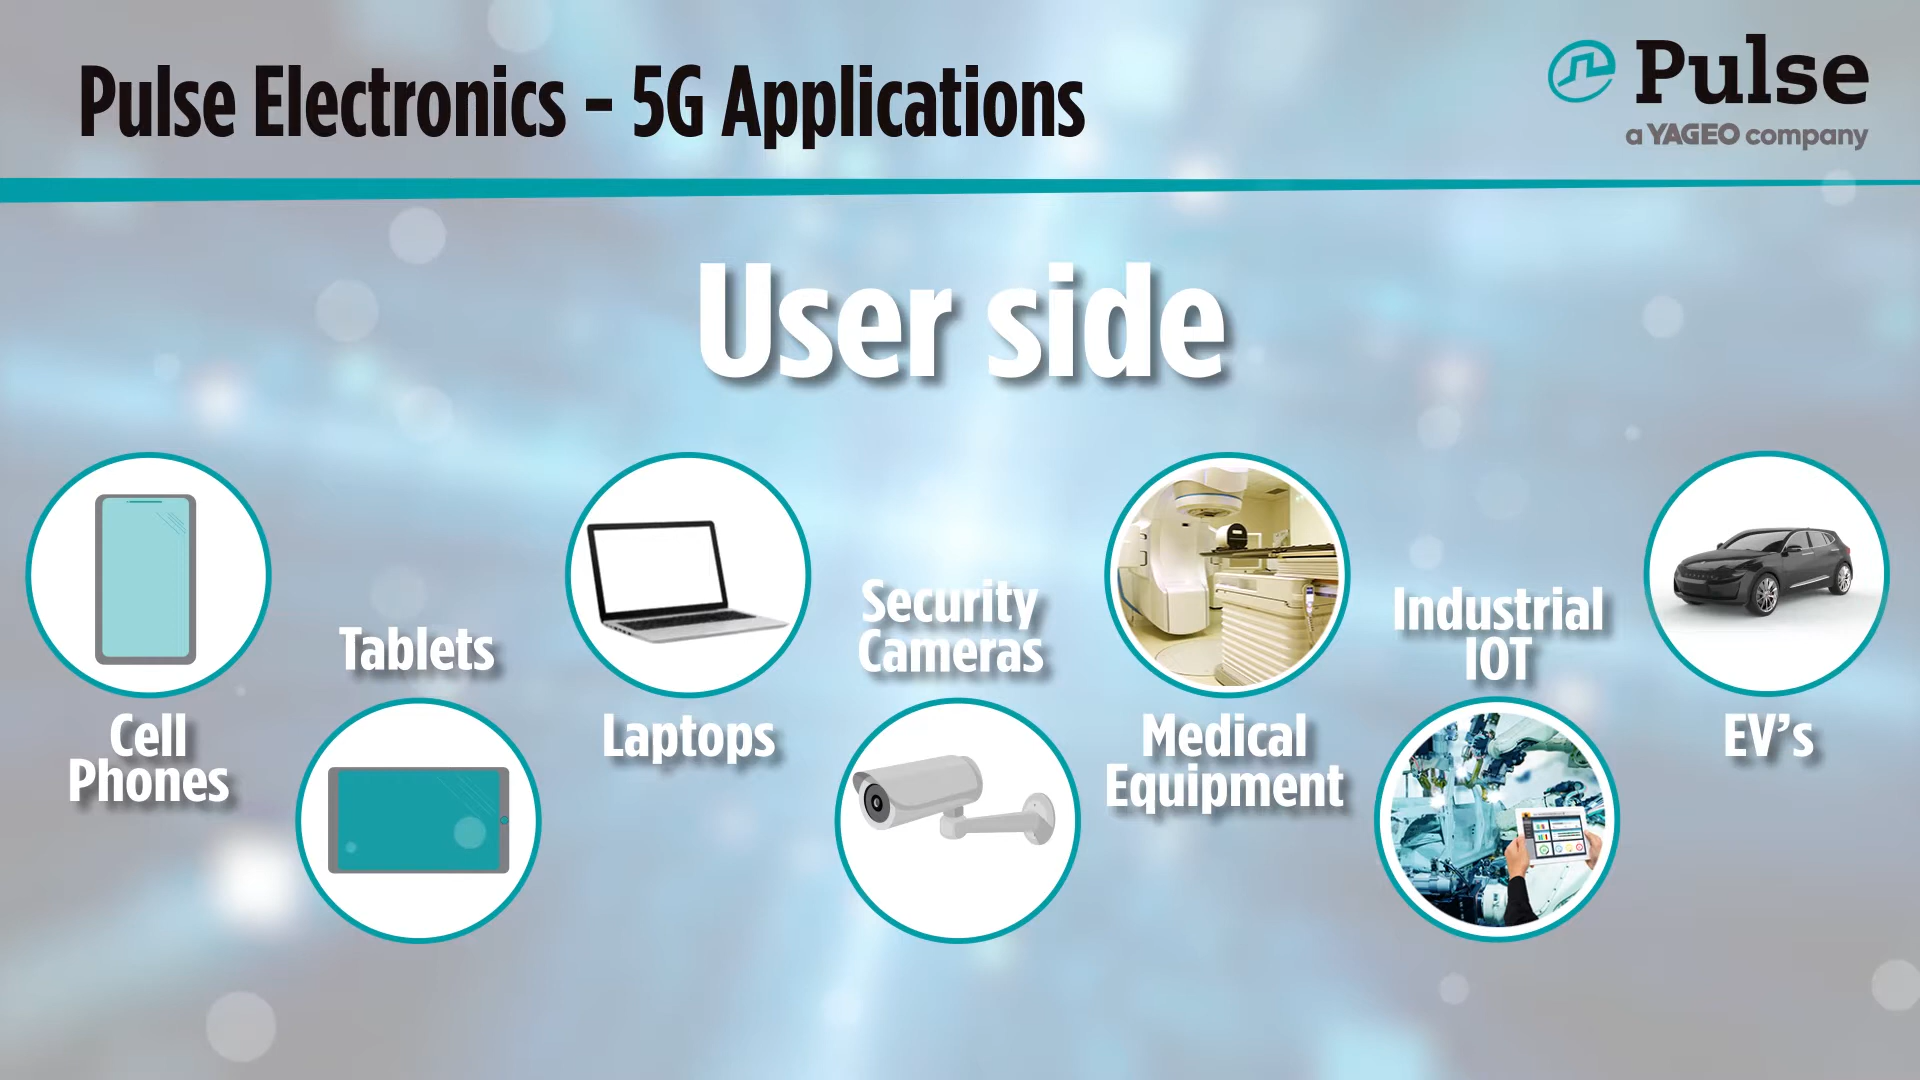 Pulse Electronics - 5G Applications
Pulse
a YAGEO company
User side
Cell
Phones
Tablets
Laptops
Security
Cameras
Medical
Equipment
Industrial
IOT
EV's